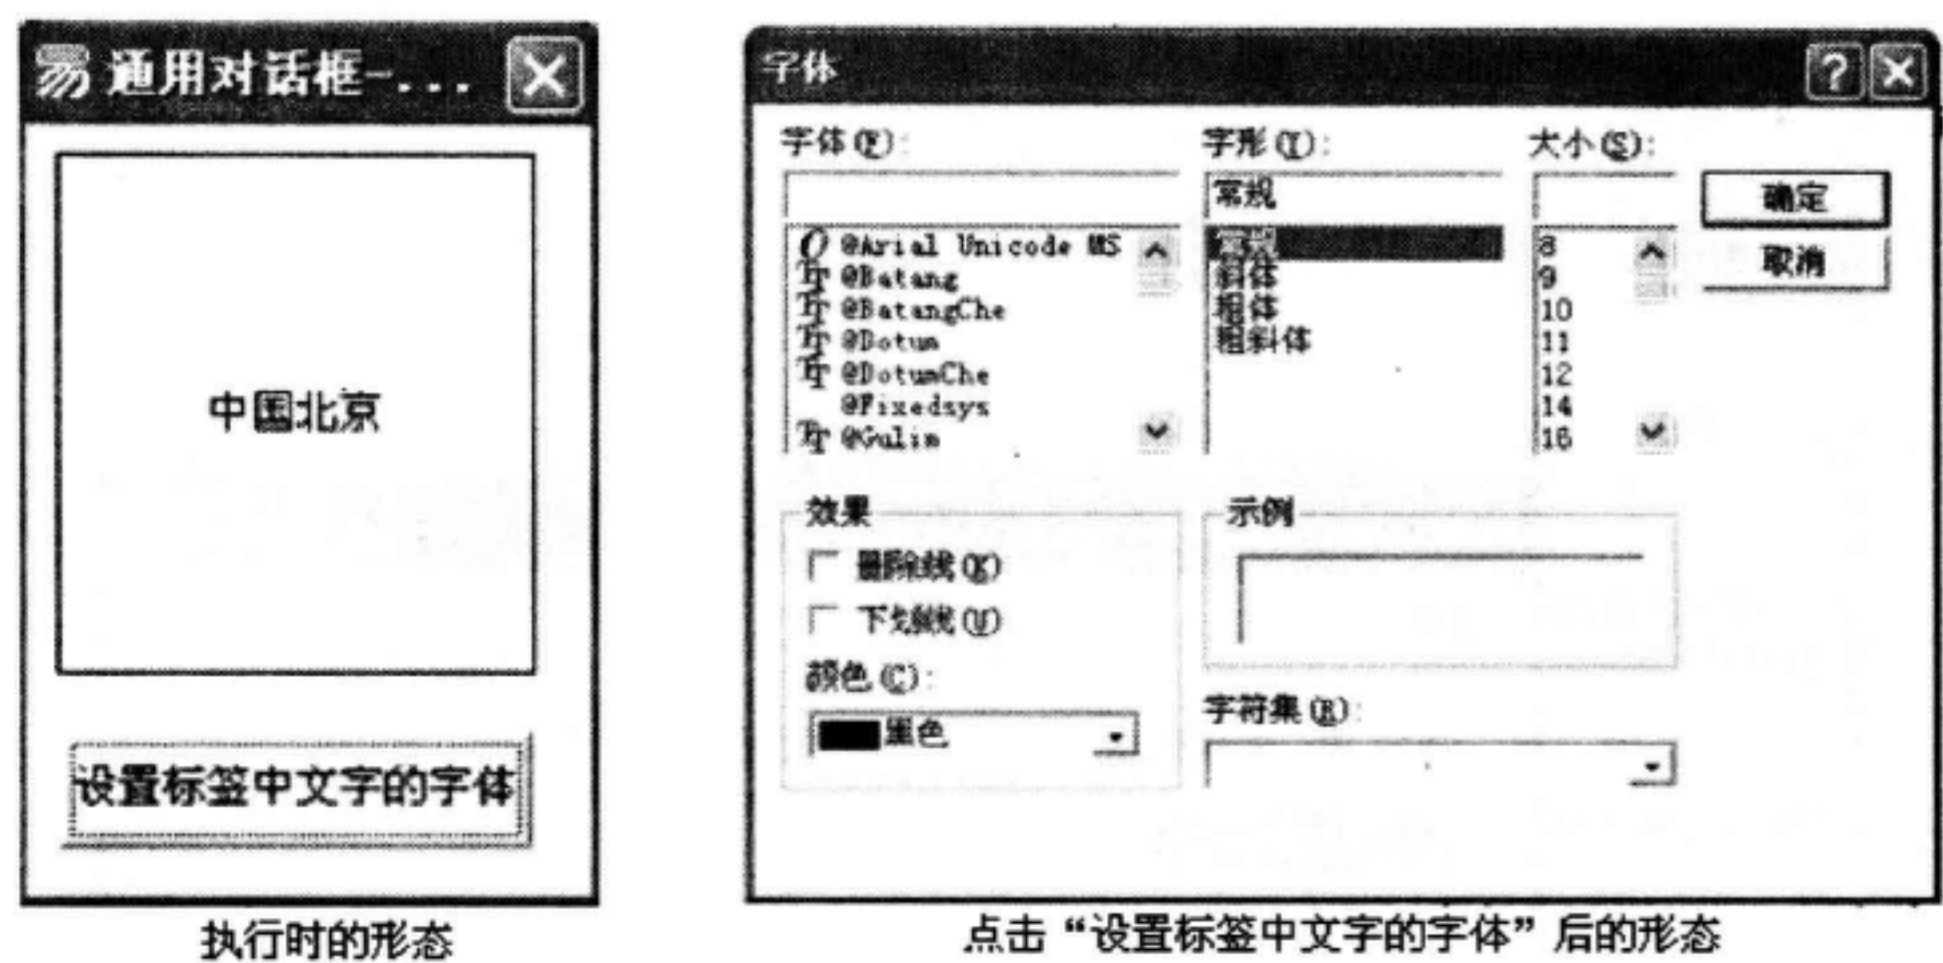 易 通用对话框-...
中国北京
设置标签中文字的字体
执行时的形态
字体
字体(F):
字形(Y):
大小(S):
常规
确定
取消
@Arial Unicode MS
@Batang
@BatangChe
@Dotum
@DotumChe
@Fixedsys
@Gulim
常规
斜体
粗体
粗斜体
8
9
10
11
12
14
16
效果
删除线(K)
下划线(U)
颜色(C):
黑色
示例
字符集(R):
点击“设置标签中文字的字体”后的形态